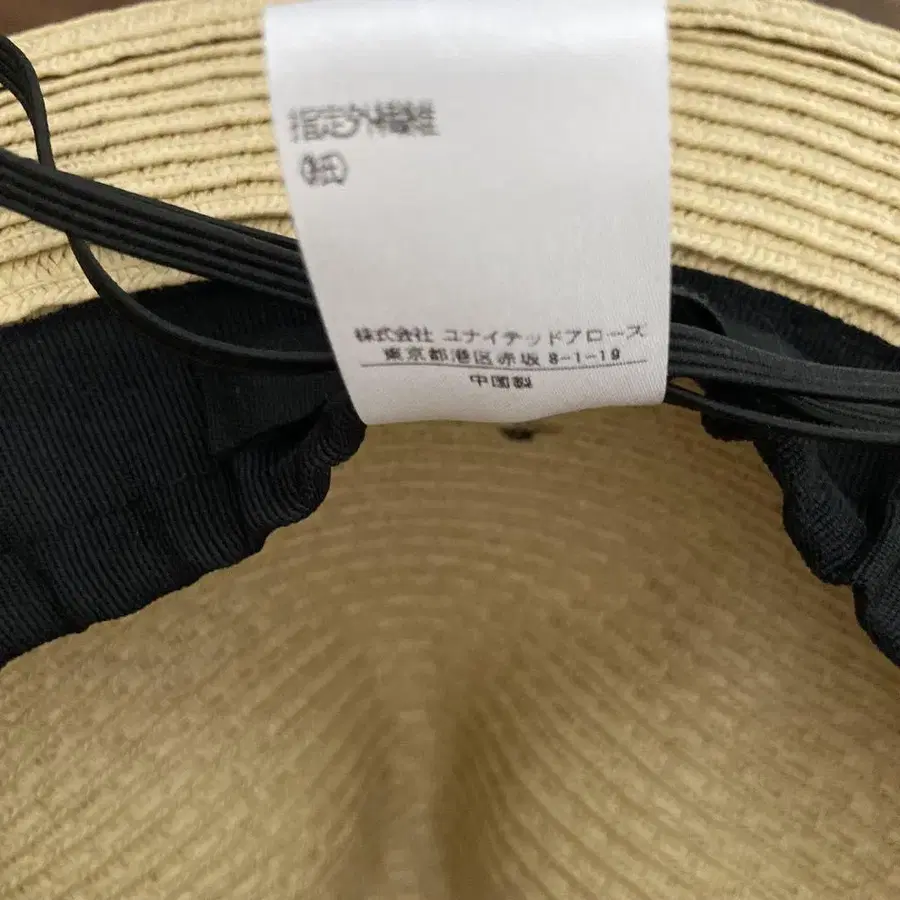 指定外繊維
(紙)
株式会社 ユナイテッドアローズ
東京都港区赤坂 8-1-19
中国製